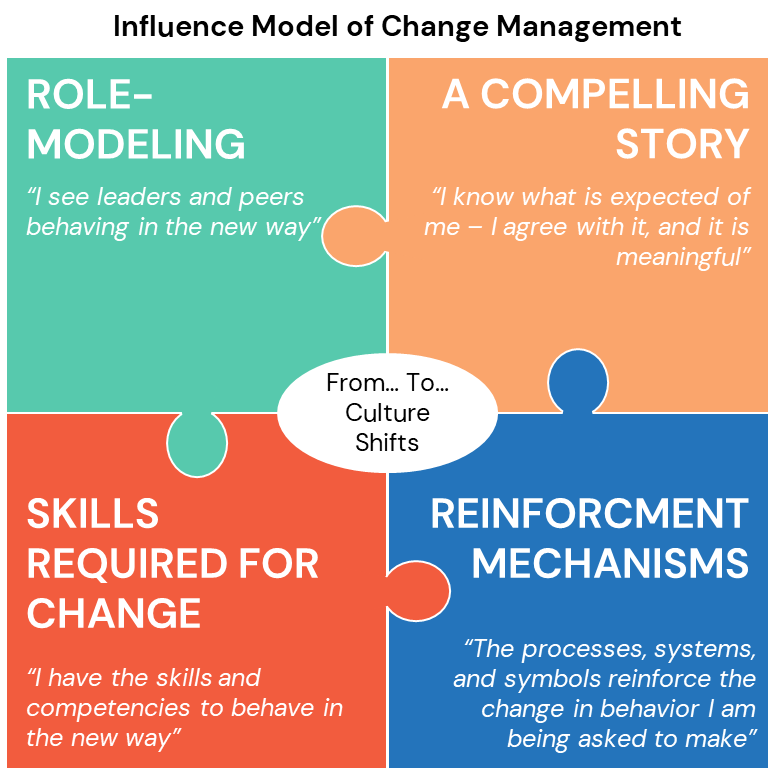 Influence Model of Change Management
ROLE-
MODELING
“I see leaders and peers
behaving in the new way”
A COMPELLING
STORY
“I know what is expected of
me – I agree with it, and it is
meaningful”
From... To...
Culture
Shifts
SKILLS
REQUIRED FOR
CHANGE
“I have the skills and
competencies to behave in
the new way”
REINFORCMENT
MECHANISMS
“The processes, systems,
and symbols reinforce the
change in behavior I am
being asked to make”